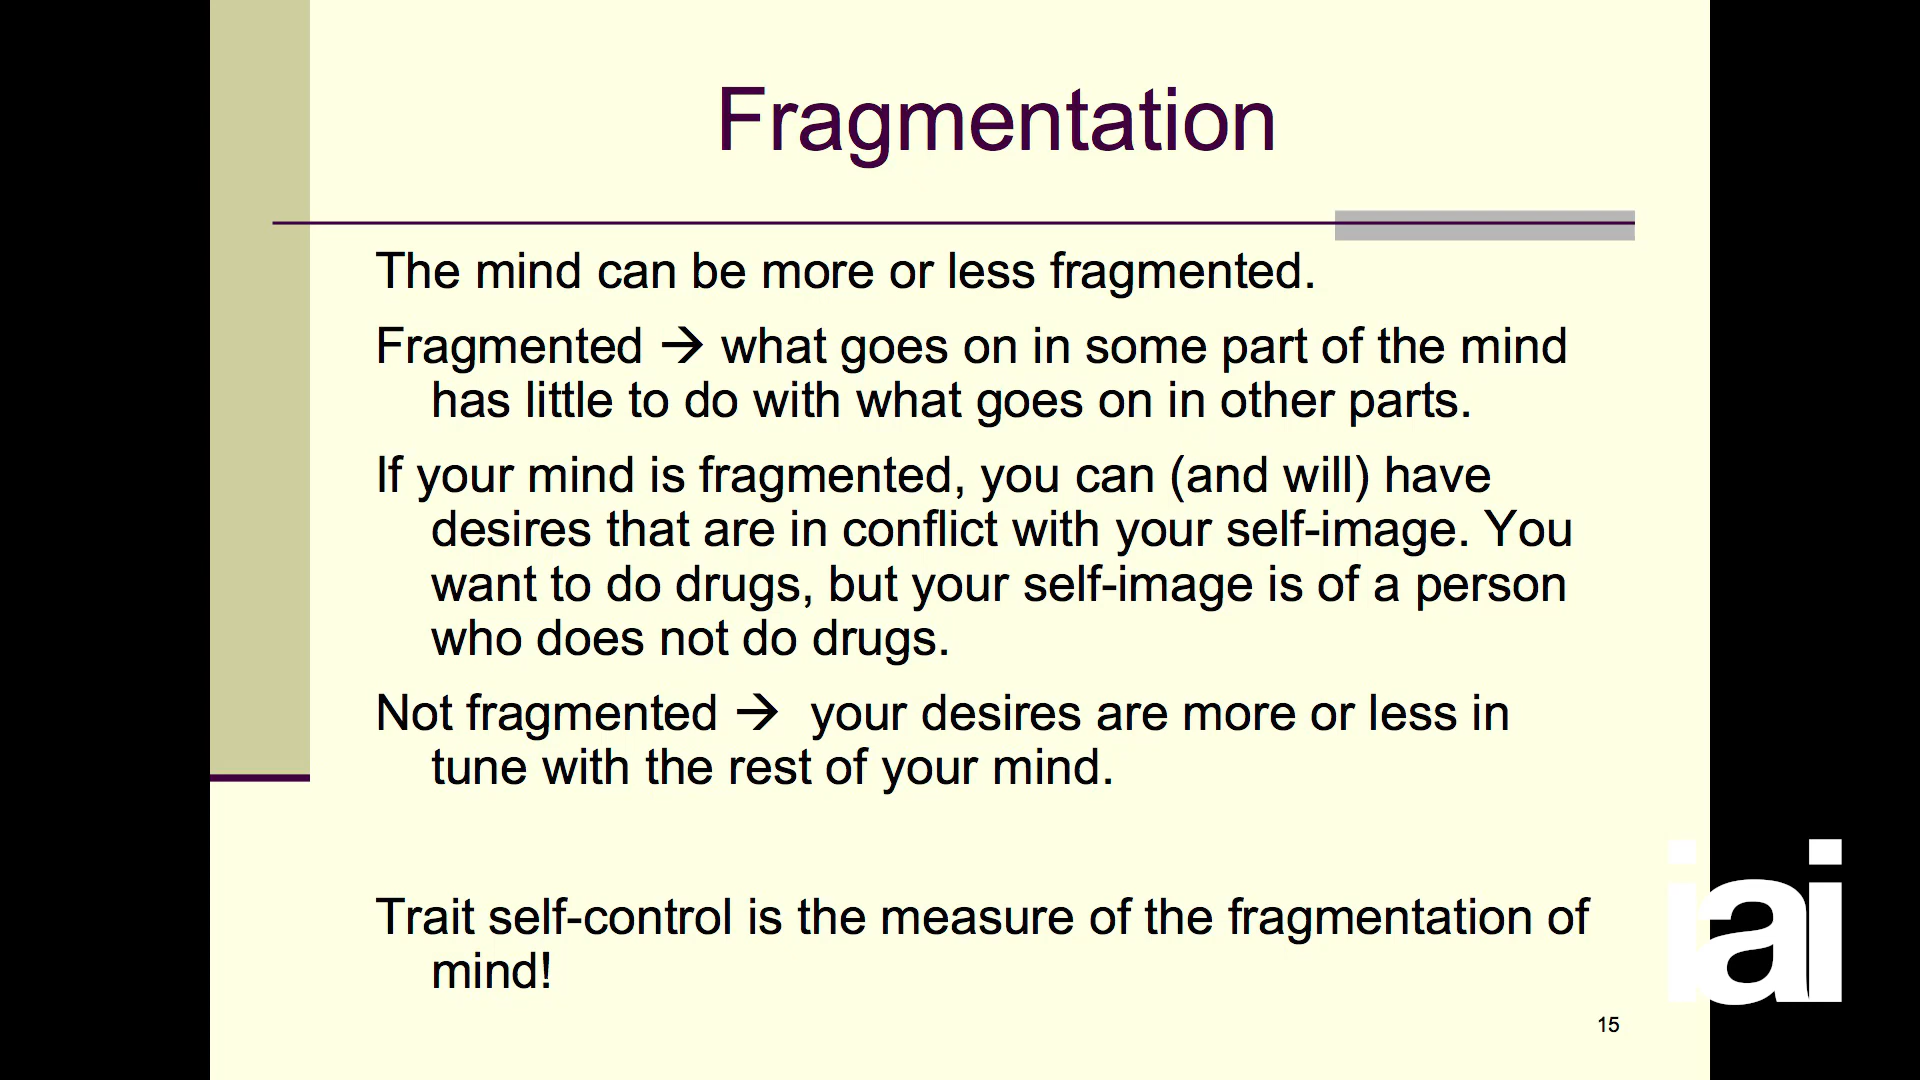 Fragmentation
The mind can be more or less fragmented.
Fragmented → what goes on in some part of the mind
has little to do with what goes on in other parts.
If your mind is fragmented, you can (and will) have
desires that are in conflict with your self-image. You
want to do drugs, but your self-image is of a person
who does not do drugs.
Not fragmented → your desires are more or less in
tune with the rest of your mind.
Trait self-control is the measure of the fragmentation of
mind!
iai
15